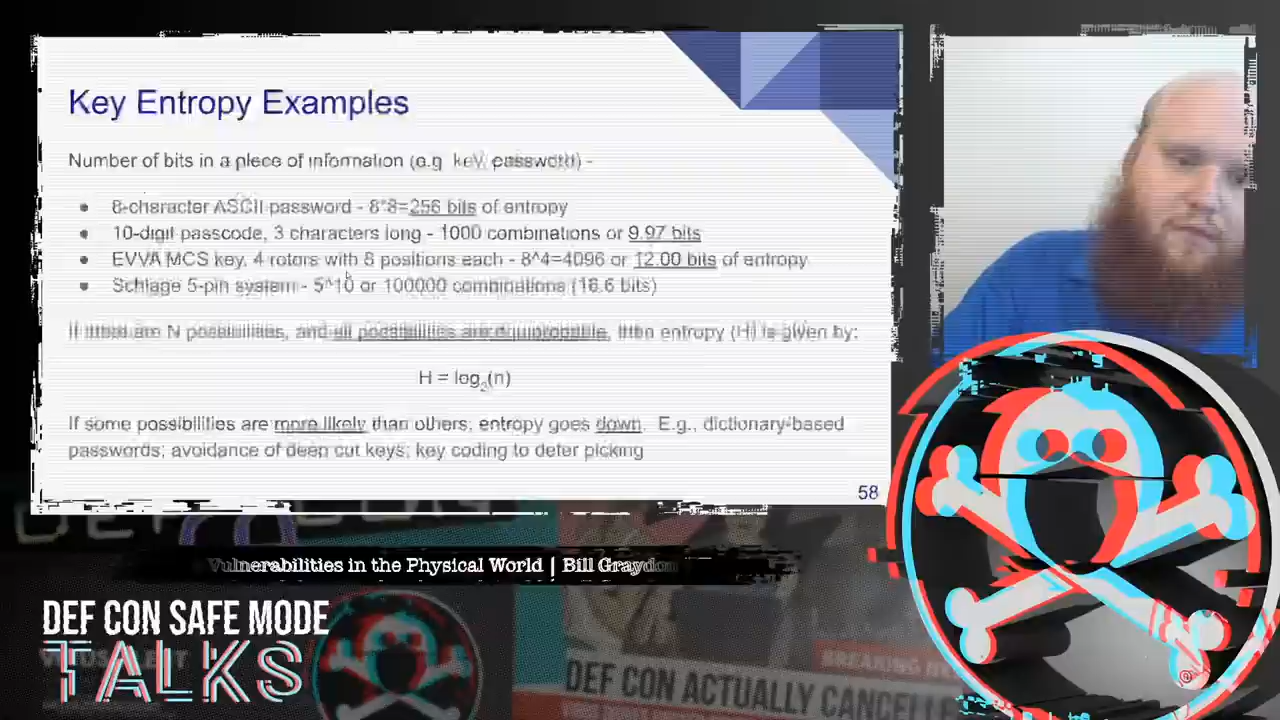 Key Entropy Examples
Number of bits in a piece of information (e.g. key, password) -
8-character ASCII password - 8*8=256 bits of entropy
10-digit passcode, 3 characters long - 1000 combinations or 9.97 bits
EVVA MCS key, 4 rotors with 8 positions each - 8^4=4096 or 12.00 bits of entropy
Schlage 5-pin system - 5^10 or 100000 combinations (16.6 bits)
If there are N possibilities, and all possibilities are equiprobable, then entropy (H) is given by:
H = log2(n)
If some possibilities are more likely than others, entropy goes down. E.g., dictionary-based
passwords; avoidance of deep cut keys; key coding to deter picking
58
Vulnerabilities in the Physical World | Bill Graydon
DEF CON SAFE MODE
TALKS
BREAKING
DEF CON ACTUALLY CANCELLE